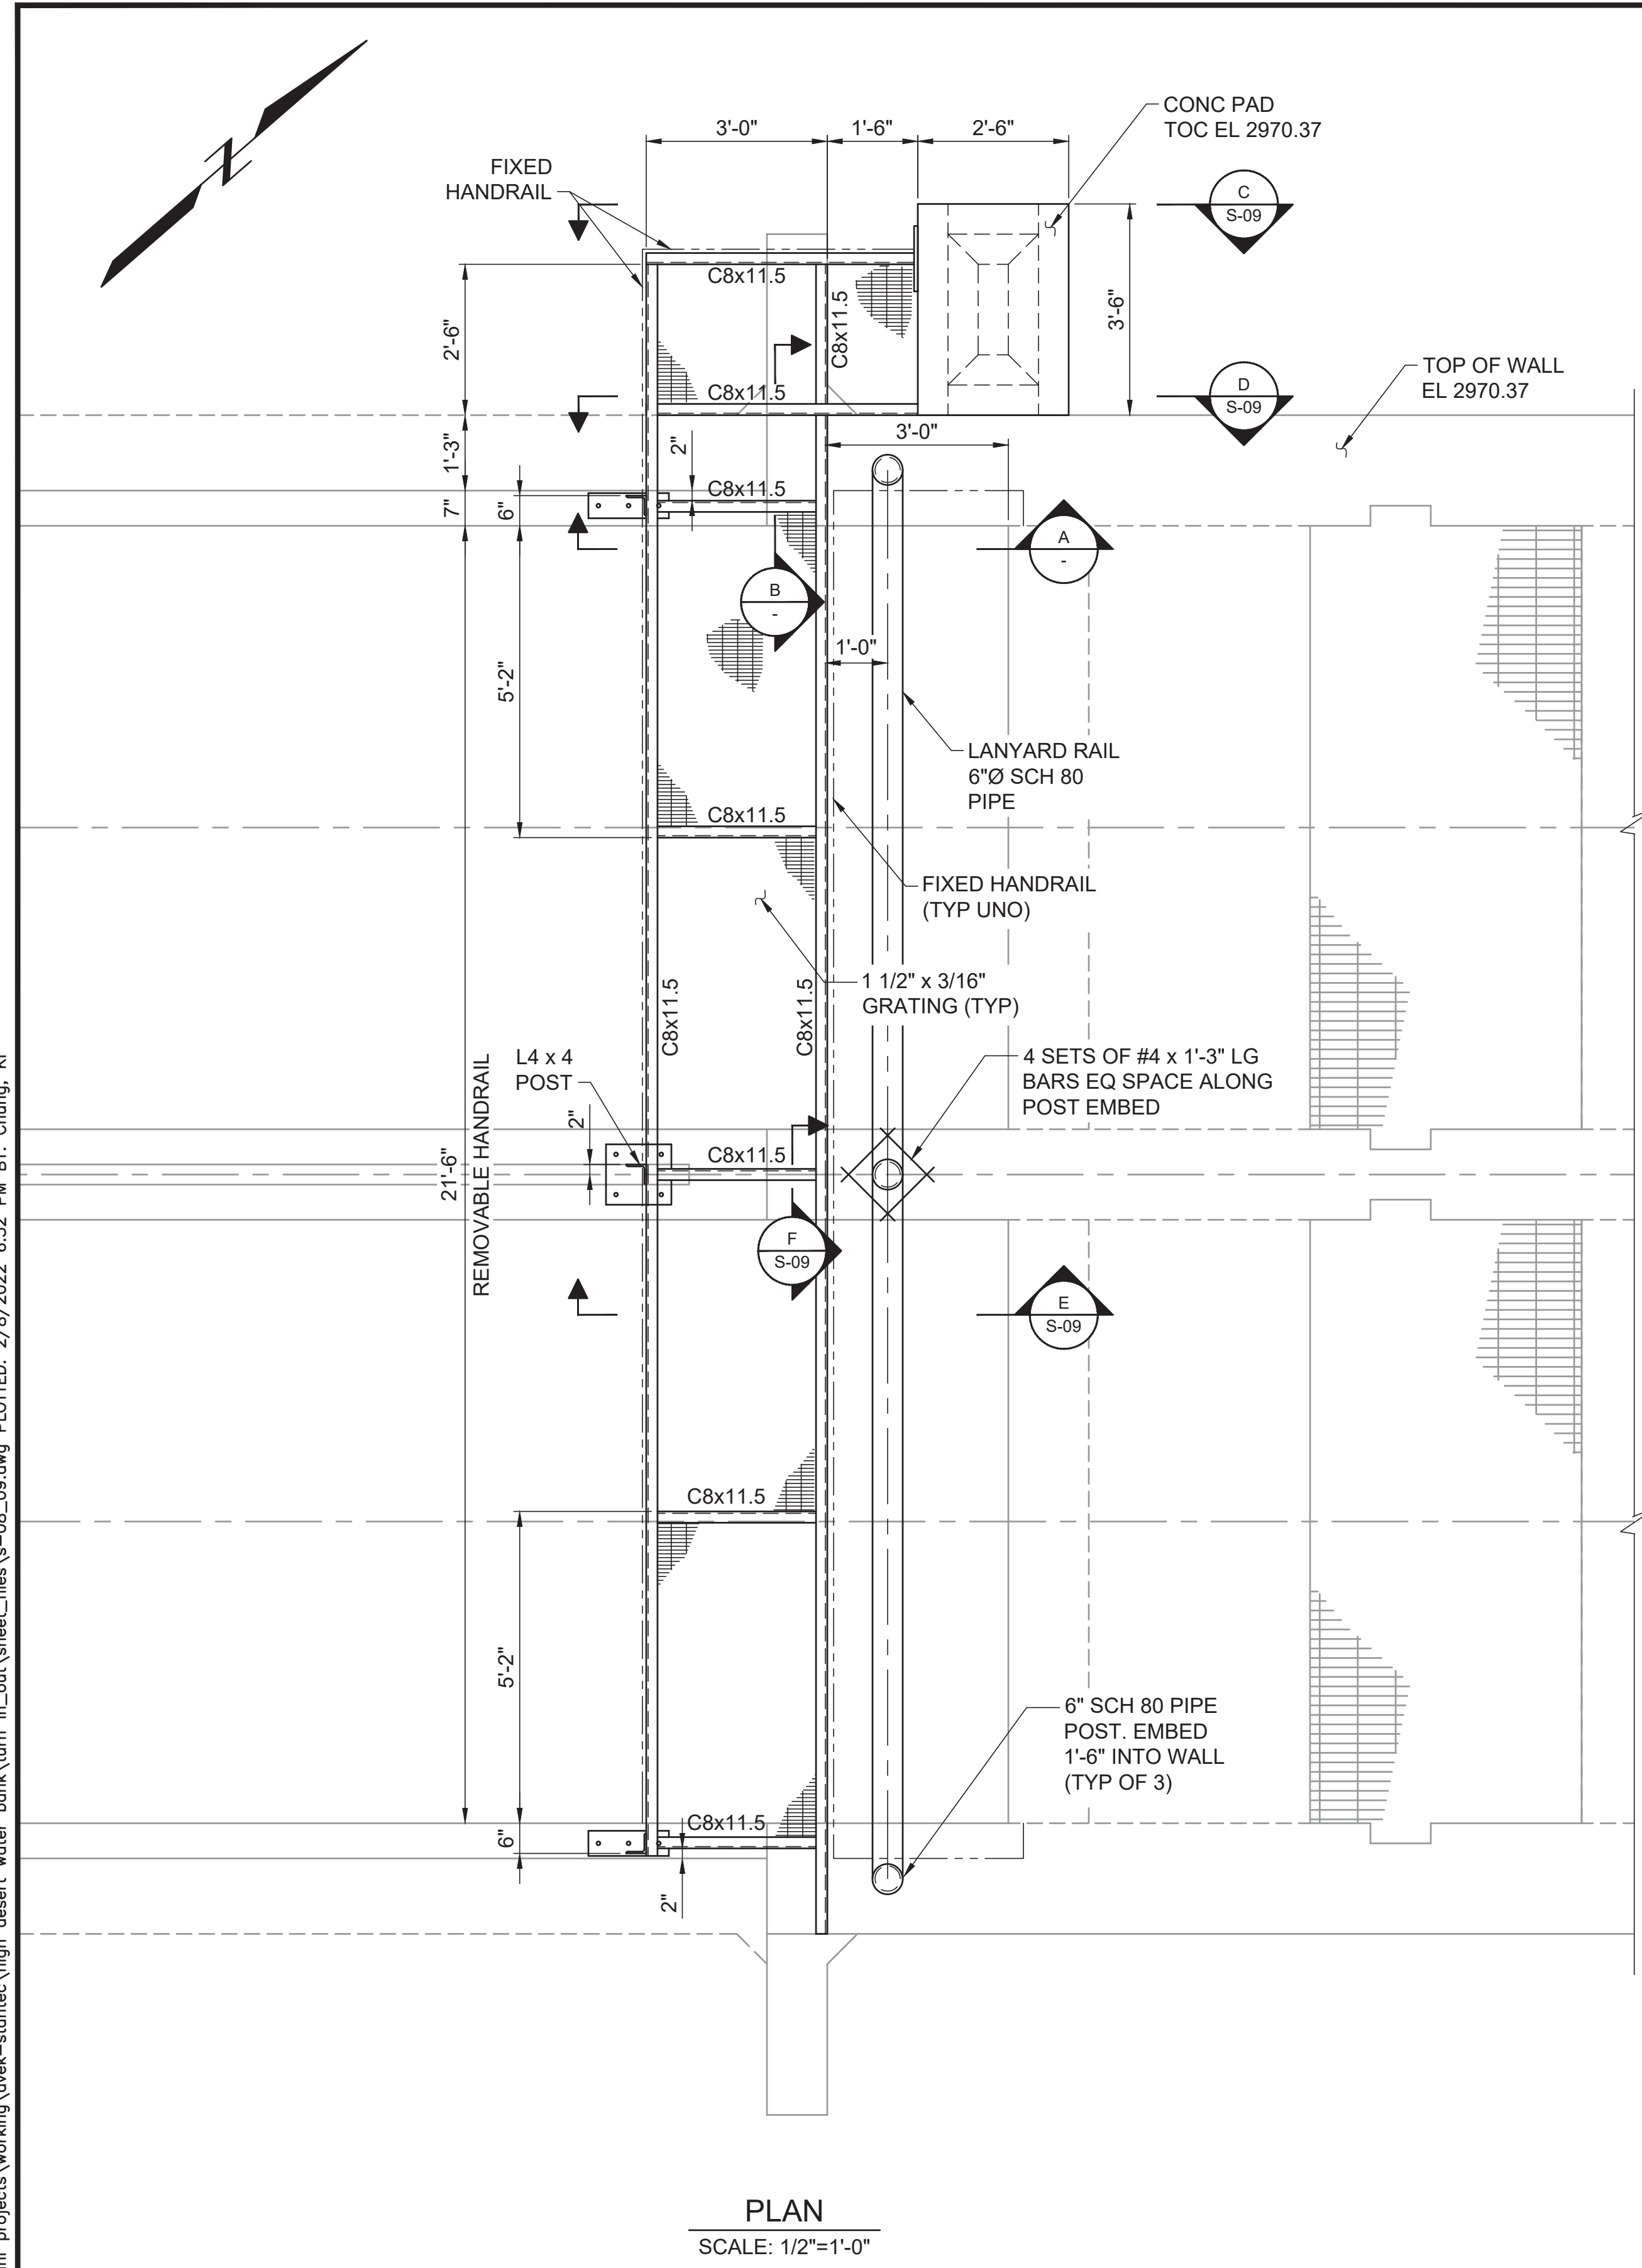 CONC PAD
TOC EL 2970.37
3'-0"
1'-6"
2'-6"
FIXED
HANDRAIL
C
S-09
C8x11.5
C8x11.5
2'-6"
3'-6"
C8x11.5
D
S-09
TOP OF WALL
EL 2970.37
1'-3"
2"
3'-0"
7"
6"
C8x11.5
A
-
B
-
1'-0"
5'-2"
LANYARD RAIL
6"Ø SCH 80
PIPE
C8x11.5
FIXED HANDRAIL
(TYP UNO)
1 1/2" x 3/16"
GRATING (TYP)
C8x11.5
C8x11.5
L4 x 4
POST
4 SETS OF #4 x 1'-3" LG
BARS EQ SPACE ALONG
POST EMBED
2"
C8x11.5
21'-6"
REMOVABLE HANDRAIL
F
S-09
E
S-09
C8x11.5
5'-2"
6" SCH 80 PIPE
POST. EMBED
1'-6" INTO WALL
(TYP OF 3)
C8x11.5
6"
2"
PLAN
SCALE: 1/2"=1'-0"